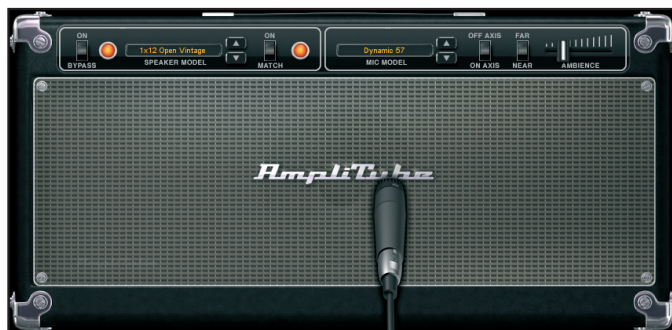 ON
BYPASS
1x12 Open Vintage
SPEAKER MODEL
ON
MATCH
Dynamic 57
MIC MODEL
OFF AXIS
ON AXIS
FAR
NEAR
AMBIENCE
AmpliTube